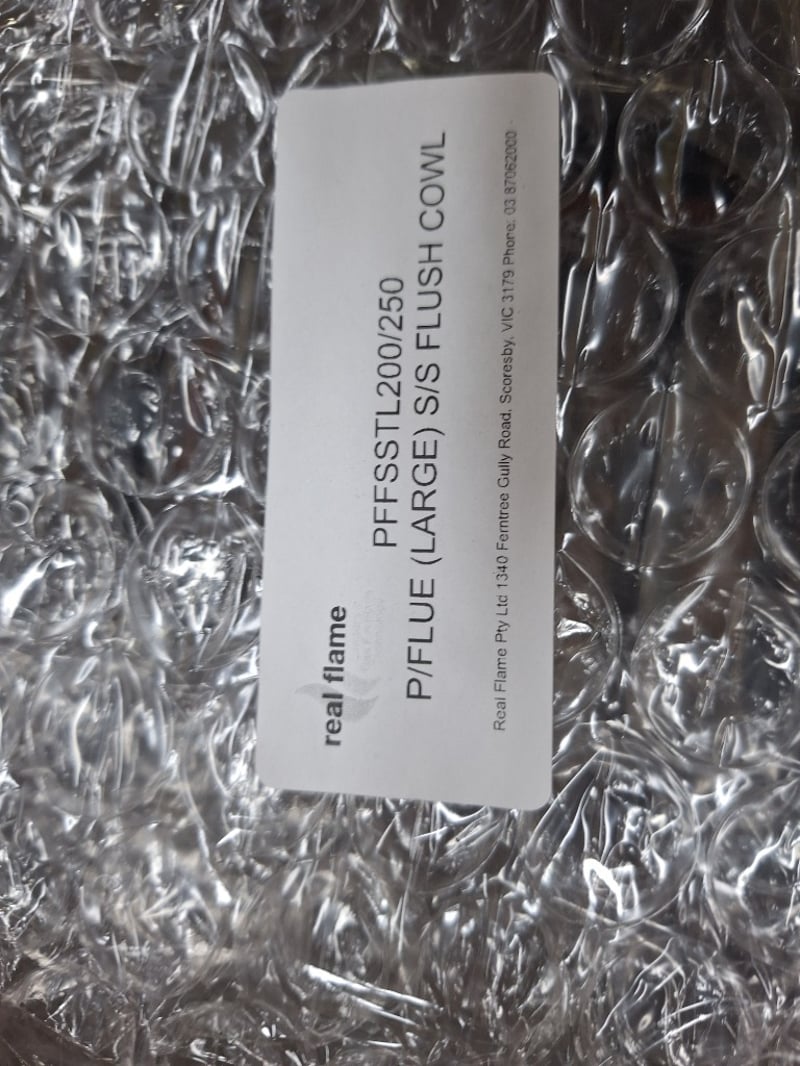 real flame
PFFSSTL200/250
P/FLUE (LARGE) S/S FLUSH COWL
Real Flame Pty Ltd 1340 Ferntree Gully Road, Scoresby, VIC 3179 Phone: 03 87062000